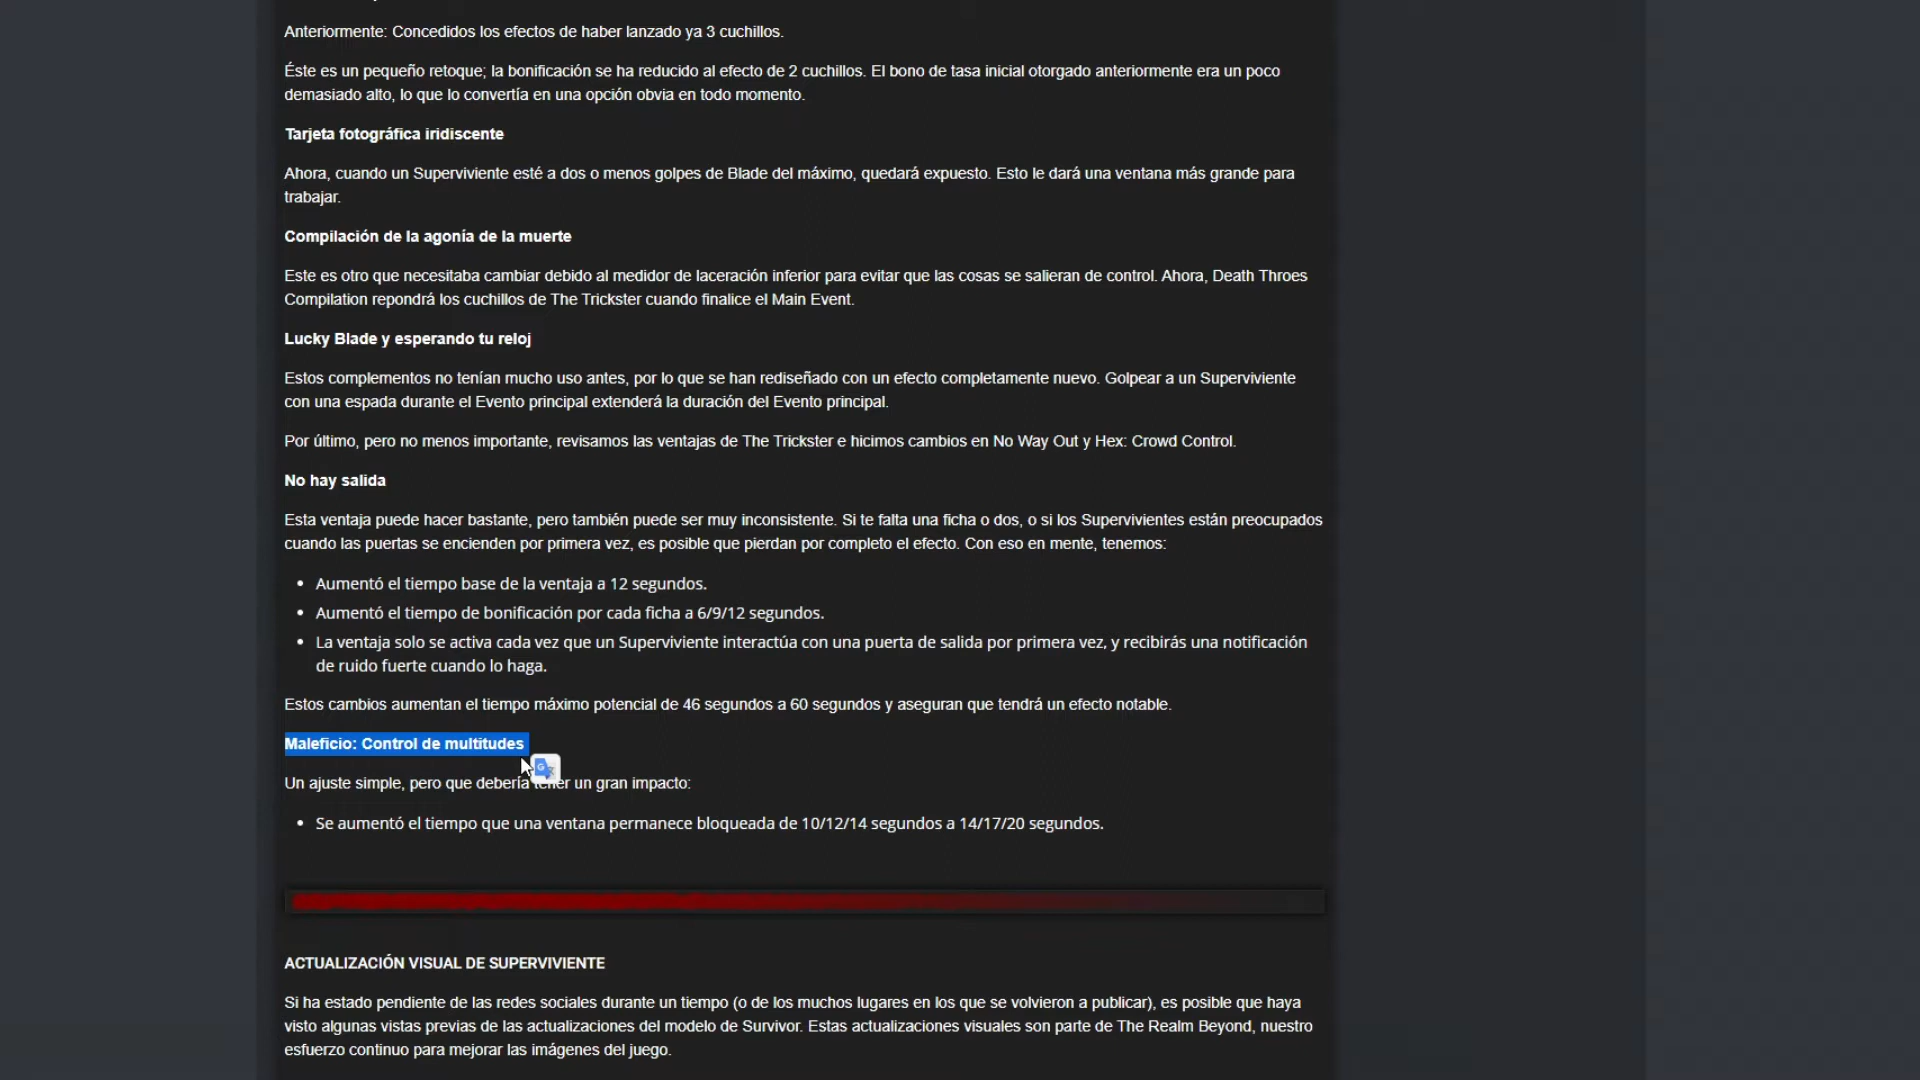 Anteriormente: Concedidos los efectos de haber lanzado ya 3 cuchillos.
Éste es un pequeño retoque; la bonificación se ha reducido al efecto de 2 cuchillos. El bono de tasa inicial otorgado anteriormente era un poco
demasiado alto, lo que lo convertía en una opción obvia en todo momento.
Tarjeta fotográfica iridiscente
Ahora, cuando un Superviviente esté a dos o menos golpes de Blade del máximo, quedará expuesto. Esto le dará una ventana más grande para
trabajar.
Compilación de la agonía de la muerte
Este es otro que necesitaba cambiar debido al medidor de laceración inferior para evitar que las cosas se salieran de control. Ahora, Death Throes
Compilation repondrá los cuchillos de The Trickster cuando finalice el Main Event.
Lucky Blade y esperando tu reloj
Estos complementos no tenían mucho uso antes, por lo que se han rediseñado con un efecto completamente nuevo. Golpear a un Superviviente
con una espada durante el Evento principal extenderá la duración del Evento principal.
Por último, pero no menos importante, revisamos las ventajas de The Trickster e hicimos cambios en No Way Out y Hex: Crowd Control.
No hay salida
Esta ventaja puede hacer bastante, pero también puede ser muy inconsistente. Si te falta una ficha o dos, o si los Supervivientes están preocupados
cuando las puertas se encienden por primera vez, es posible que pierdan por completo el efecto. Con eso en mente, tenemos:
• Aumentó el tiempo base de la ventaja a 12 segundos.
• Aumentó el tiempo de bonificación por cada ficha a 6/9/12 segundos.
• La ventaja solo se activa cada vez que un Superviviente interactúa con una puerta de salida por primera vez, y recibirás una notificación
de ruido fuerte cuando lo haga.
Estos cambios aumentan el tiempo máximo potencial de 46 segundos a 60 segundos y aseguran que tendrá un efecto notable.
Maleficio: Control de multitudes
Un ajuste simple, pero que debería tener un gran impacto:
• Se aumentó el tiempo que una ventana permanece bloqueada de 10/12/14 segundos a 14/17/20 segundos.
ACTUALIZACIÓN VISUAL DE SUPERVIVIENTE
Si ha estado pendiente de las redes sociales durante un tiempo (o de los muchos lugares en los que se volvieron a publicar), es posible que haya
visto algunas vistas previas de las actualizaciones del modelo de Survivor. Estas actualizaciones visuales son parte de The Realm Beyond, nuestro
esfuerzo continuo para mejorar las imágenes del juego.